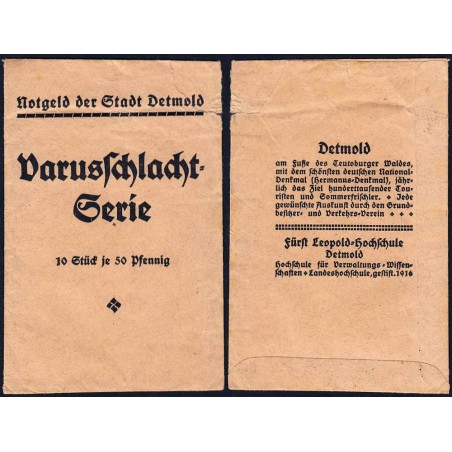 Notgeld der Stadt Detmold
Varusschlacht-
Serie
10 Stück je 50 Pfennig
Detmold
am Fuße des Teutoburger Waldes,
mit dem schönsten deutschen National-
Denkmal (Hermanns-Denkmal), jähr-
lich das Ziel hunderttausender Tou-
risten und Sommerfrischler. • Jede
gewünschte Auskunft durch den Grund-
besitzer- und Verkehrs-Verein • • •
Fürst Leopold-Hochschule
Detmold
Hochschule für Verwaltungs-Wissen-
schaften • Landeshochschule, gestift. 1916